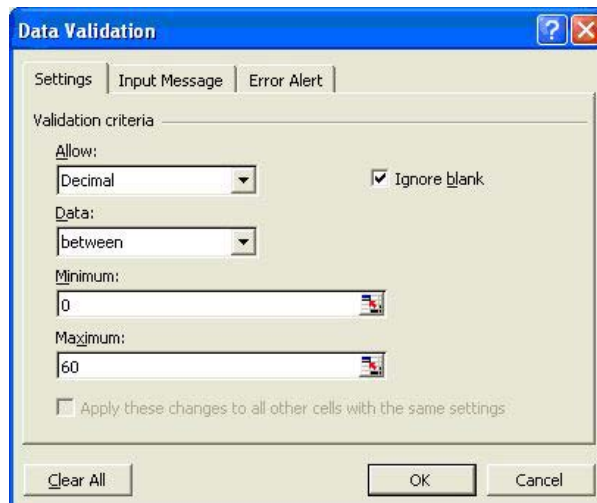 Data Validation
Settings Input Message Error Alert
Validation criteria
Allow:
Decimal
Ignore blank
Data:
between
Minimum:
0
Maximum:
60
Apply these changes to all other cells with the same settings
Clear All OK Cancel